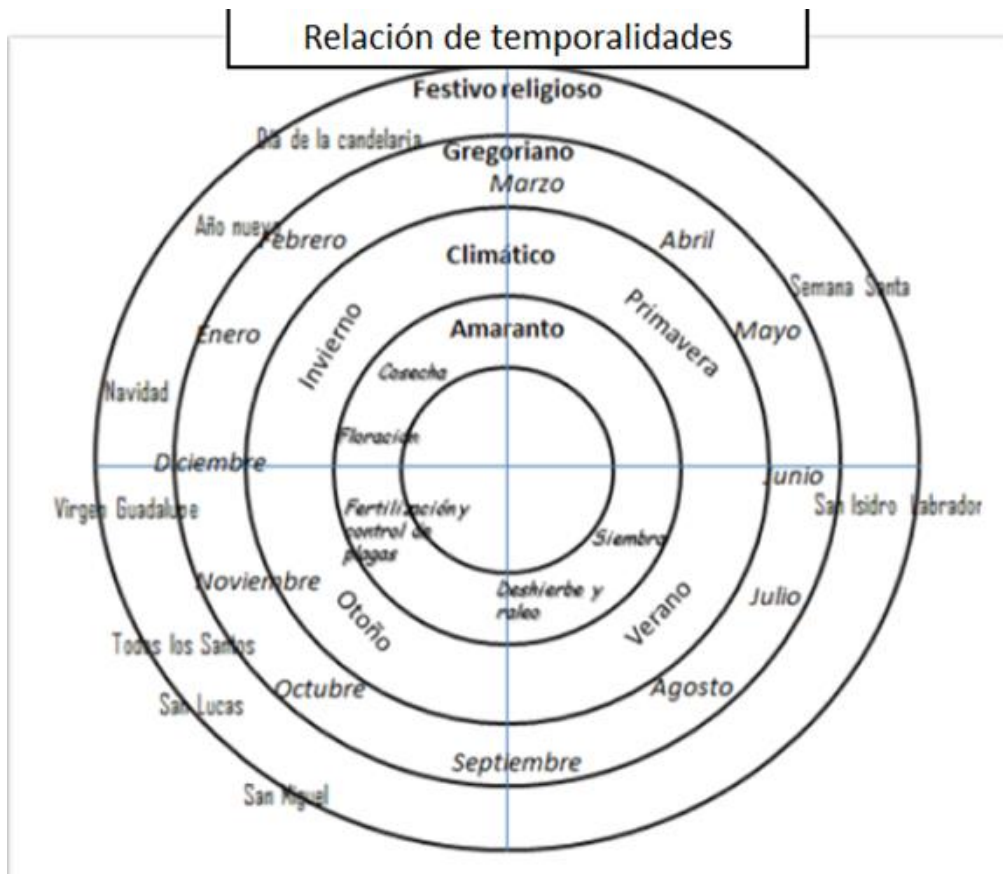 Relación de temporalidades
Festivo religioso
Día de la candelaria
Gregoriano
Marzo
Año nuevo
Febrero
Abril
Climático
Semana Santa
Invierno
Primavera
Enero
Amaranto
Mayo
Cosecha
Navidad
Floración
Diciembre
Junio
Virgen Guadalupe
Fertilización y
control de
plagas
San Isidro Labrador
Siembra
Noviembre
Deshierbe y
raleo
Julio
Otoño
Verano
Todos los Santos
Octubre
Agosto
San Lucas
Septiembre
San Miguel